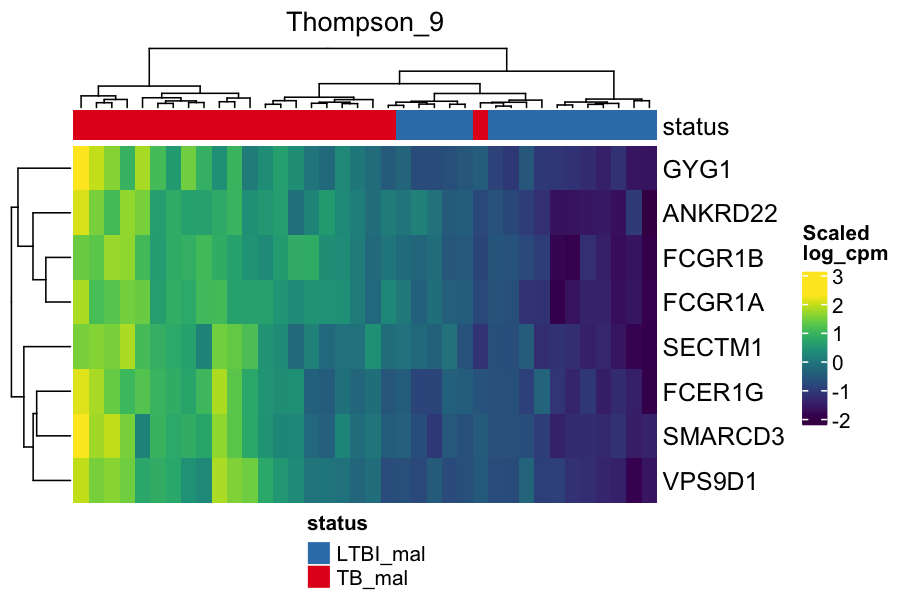 Thompson_9
status
GYG1
ANKRD22
FCGR1B
FCGR1A
SECTM1
FCER1G
SMARCD3
VPS9D1
Scaled
log_cpm
3
2
1
0
-1
-2
status
LTBI_mal
TB_mal